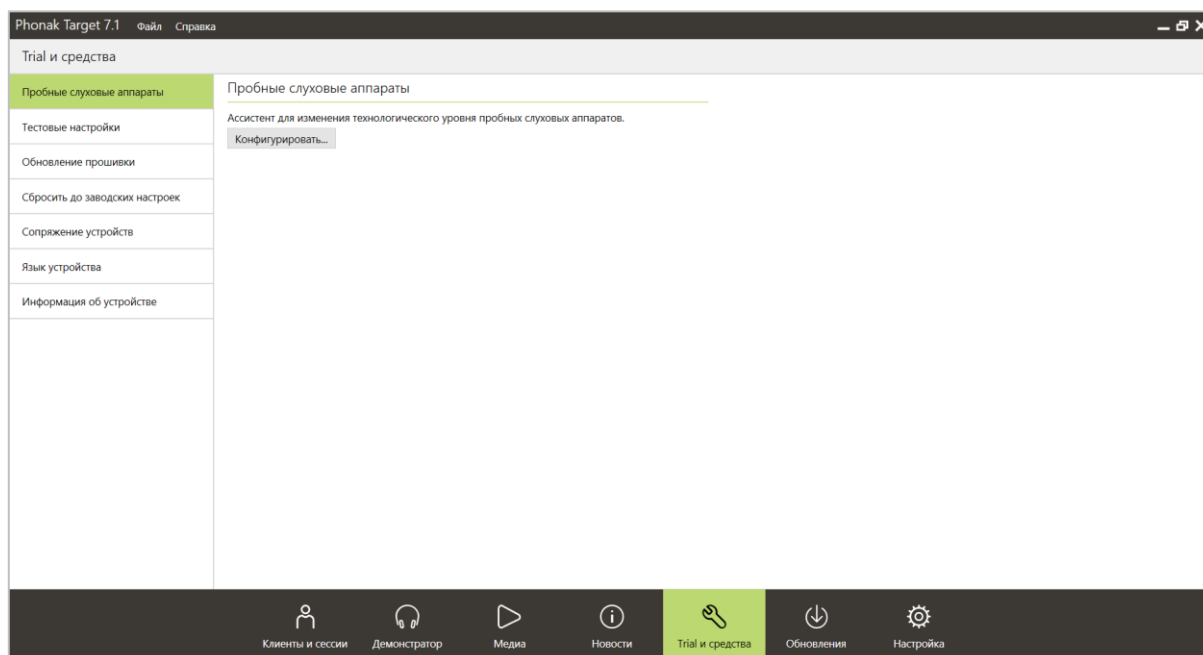 Phonak Target 7.1 Файл Справка
Trial и средства
Пробные слуховые аппараты
Тестовые настройки
Обновление прошивки
Сбросить до заводских настроек
Сопряжение устройств
Язык устройства
Информация об устройстве
Пробные слуховые аппараты
Ассистент для изменения технологического уровня пробных слуховых аппаратов.
Конфигурировать...
Клиенты и сессии Демонстратор Медиа Новости Trial и средства Обновления Настройка